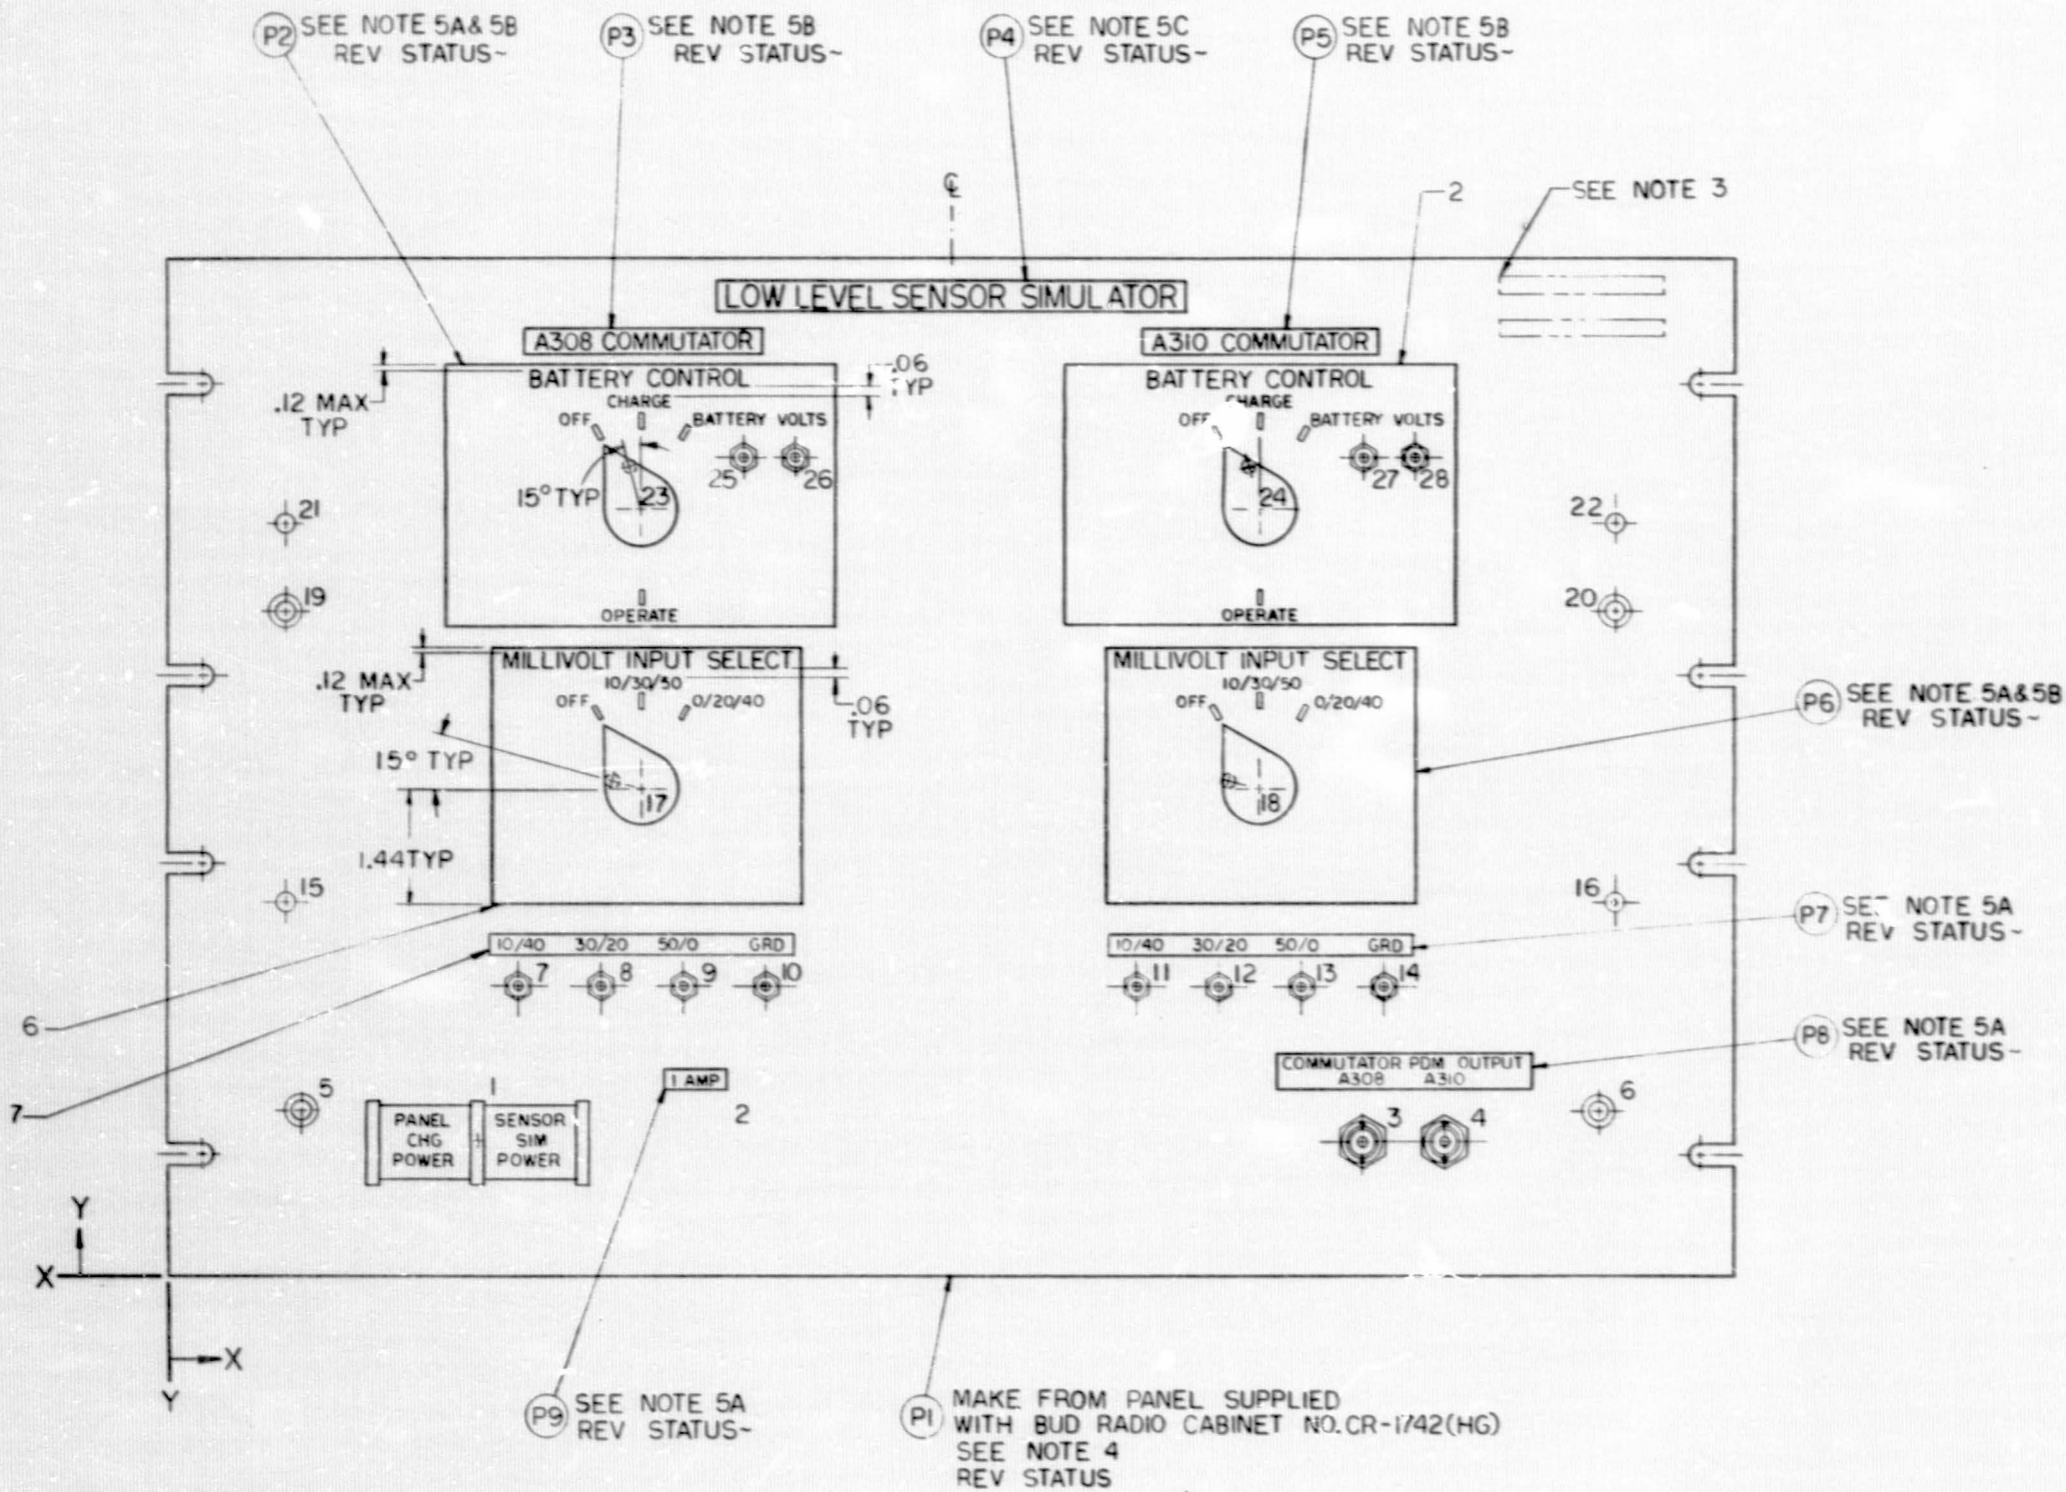 P2 SEE NOTE 5A & 5B
REV STATUS~
P3 SEE NOTE 5B
REV STATUS~
P4 SEE NOTE 5C
REV STATUS~
P5 SEE NOTE 5B
REV STATUS~
℄
2
SEE NOTE 3
LOW LEVEL SENSOR SIMULATOR
A308 COMMUTATOR
A310 COMMUTATOR
.12 MAX
TYP
BATTERY CONTROL
CHARGE
OFF
BATTERY VOLTS
15° TYP
23
25
26
OPERATE
.06
TYP
BATTERY CONTROL
CHARGE
OFF
BATTERY VOLTS
24
27
28
OPERATE
21
22
19
20
.12 MAX
TYP
MILLIVOLT INPUT SELECT
10/30/50
OFF
0/20/40
.06
TYP
15° TYP
17
1.44 TYP
MILLIVOLT INPUT SELECT
10/30/50
OFF
0/20/40
18
P6 SEE NOTE 5A & 5B
REV STATUS~
15
16
P7 SEE NOTE 5A
REV STATUS~
10/40 30/20 50/0 GRD
7 8 9 10
10/40 30/20 50/0 GRD
11 12 13 14
6
7
P8 SEE NOTE 5A
REV STATUS~
COMMUTATOR PDM OUTPUT
A308 A310
3 4
6
5
1
PANEL
CHG
POWER
SENSOR
SIM
POWER
1 AMP
2
Y
X
X
Y
P9 SEE NOTE 5A
REV STATUS~
P1 MAKE FROM PANEL SUPPLIED
WITH BUD RADIO CABINET NO. CR-1742(HG)
SEE NOTE 4
REV STATUS